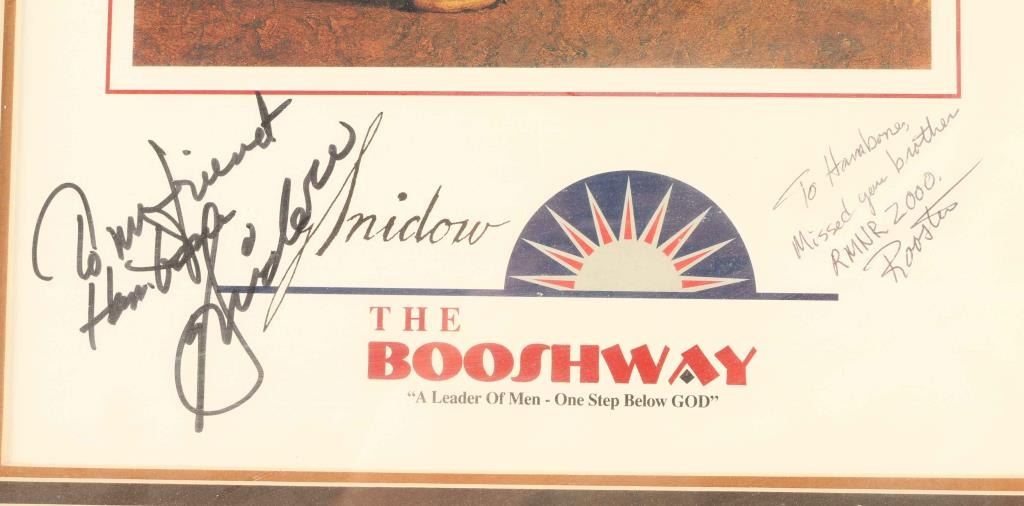 To my friend
Hambone
Snidow
THE
BOOSHWAY
“A Leader Of Men - One Step Below GOD”
To Hambone,
Missed you brother
RMNR 2000.